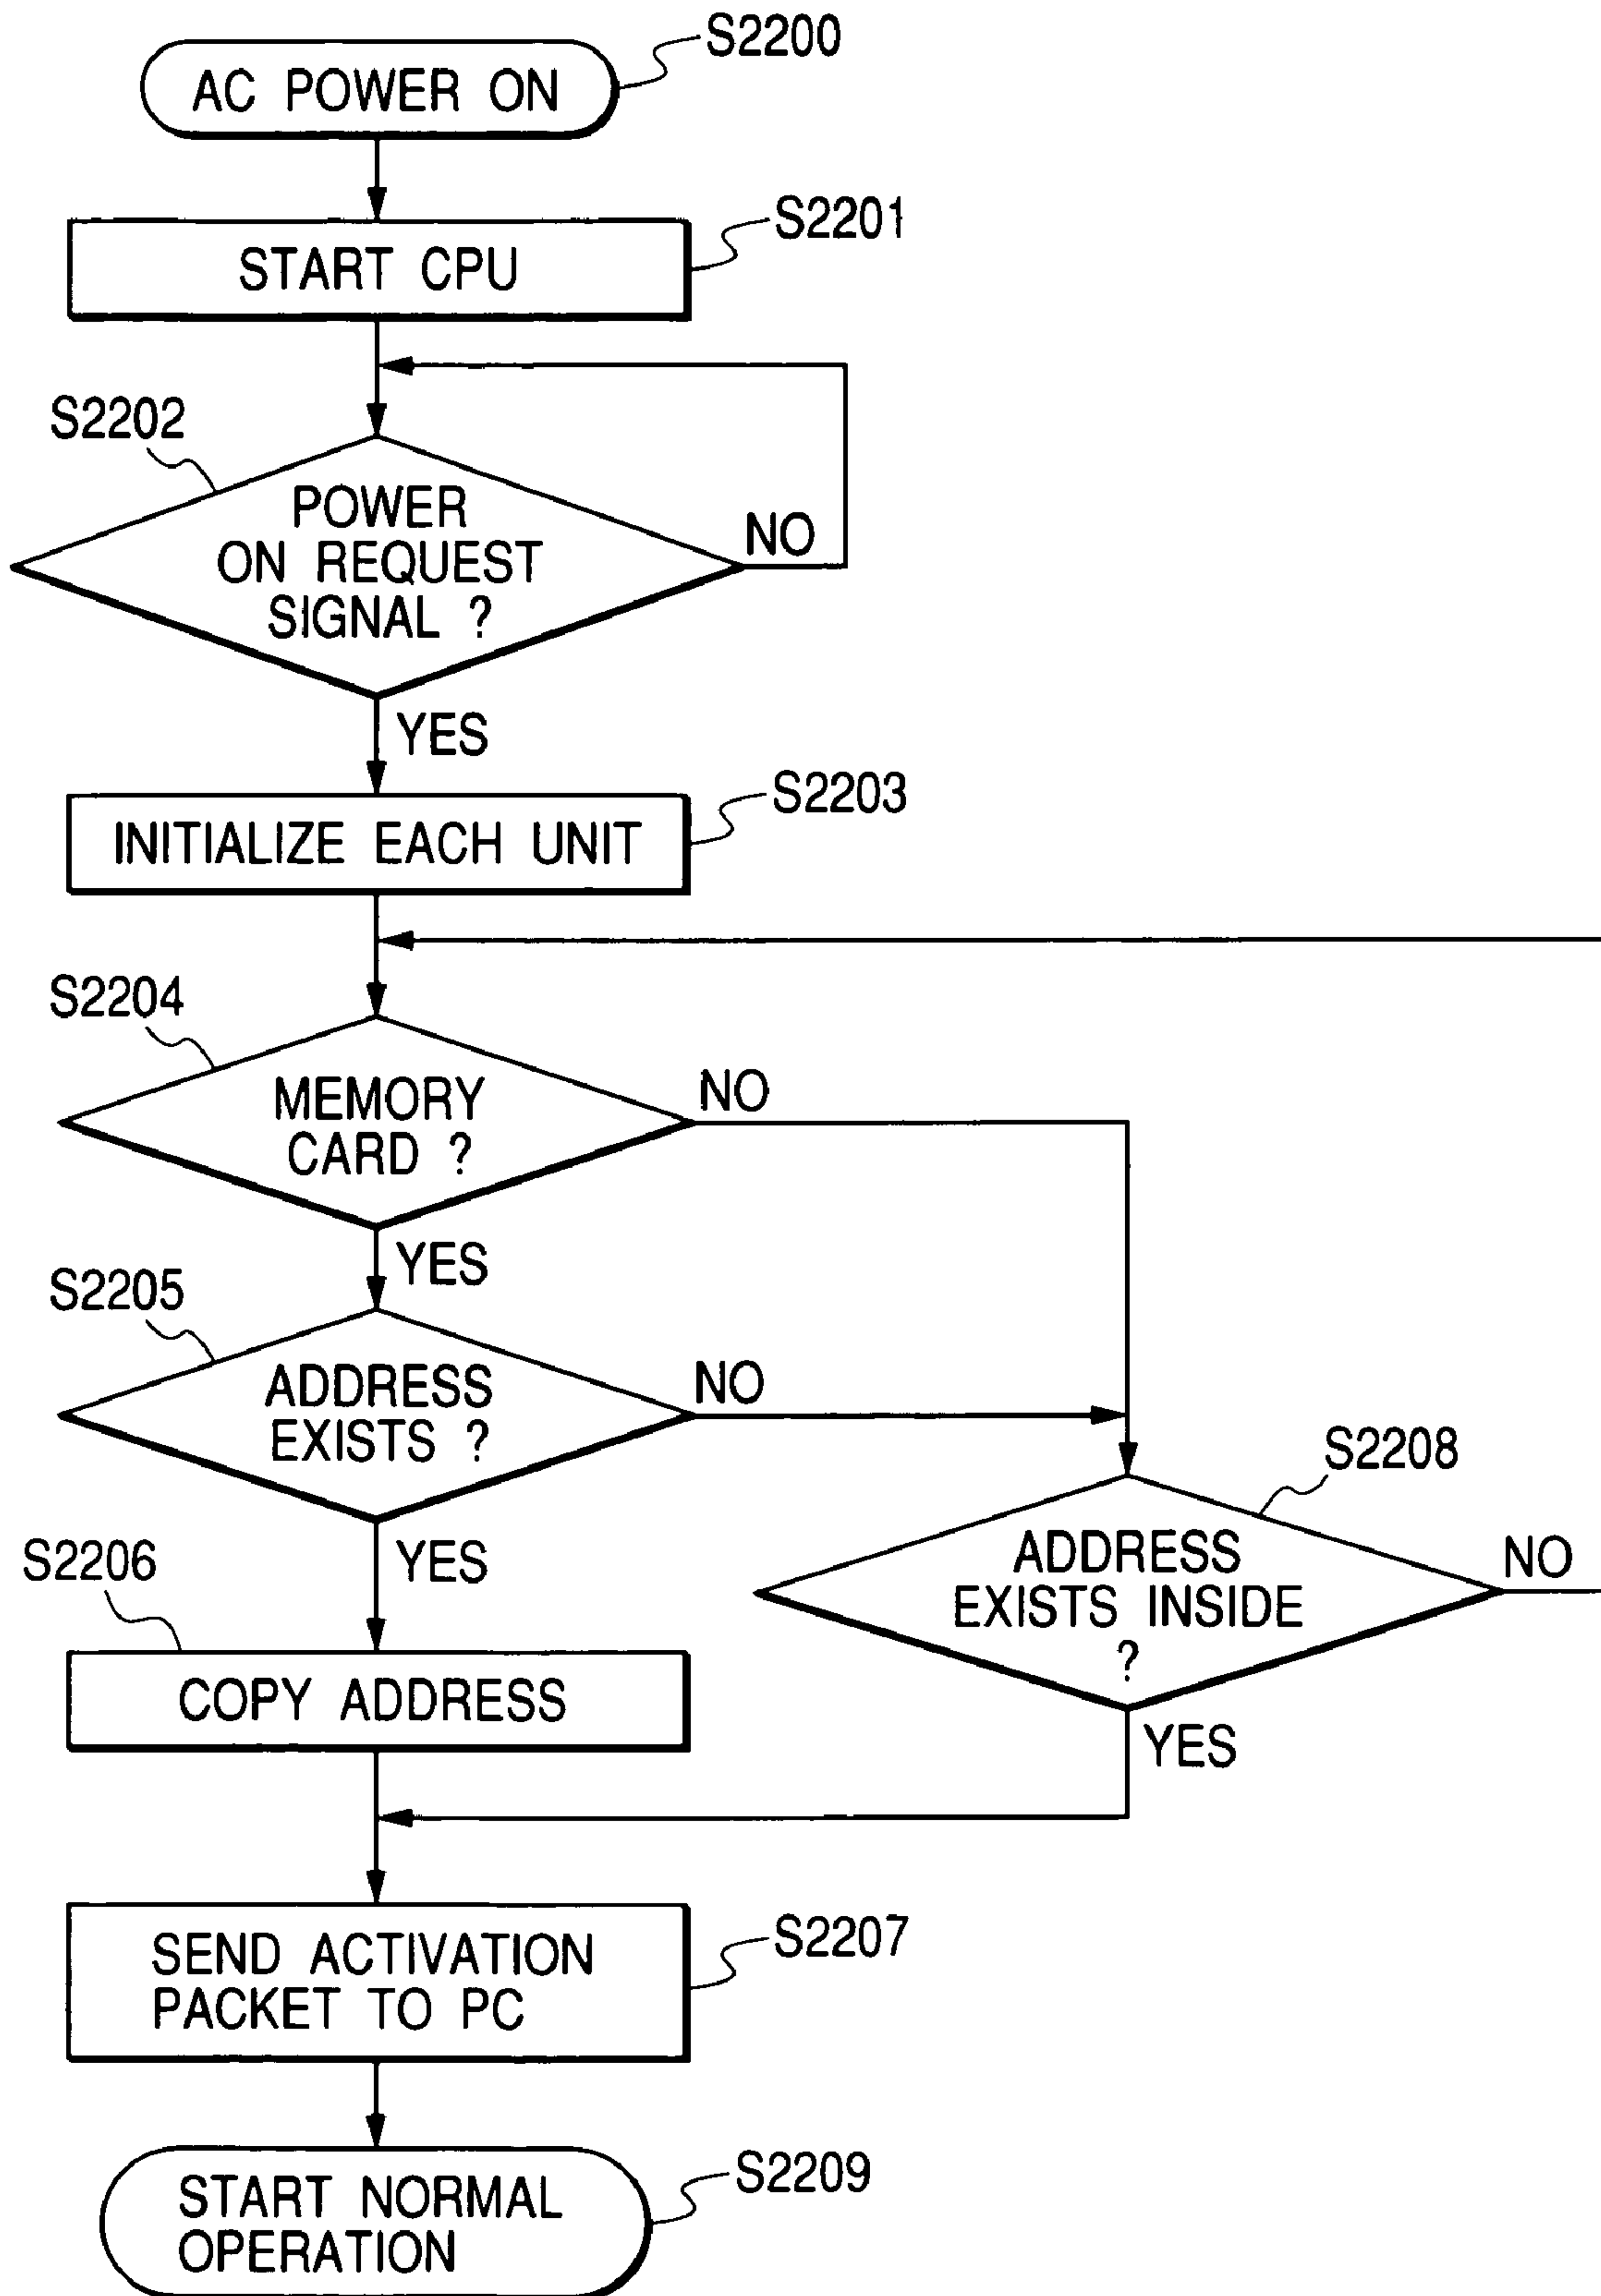 S2200
AC POWER ON
S2201
START CPU
S2202
POWER
ON REQUEST
SIGNAL ?
NO
YES
S2203
INITIALIZE EACH UNIT
S2204
MEMORY
CARD ?
NO
YES
S2205
ADDRESS
EXISTS ?
NO
S2208
ADDRESS
EXISTS INSIDE
?
NO
YES
YES
S2206
COPY ADDRESS
S2207
SEND ACTIVATION
PACKET TO PC
S2209
START NORMAL
OPERATION